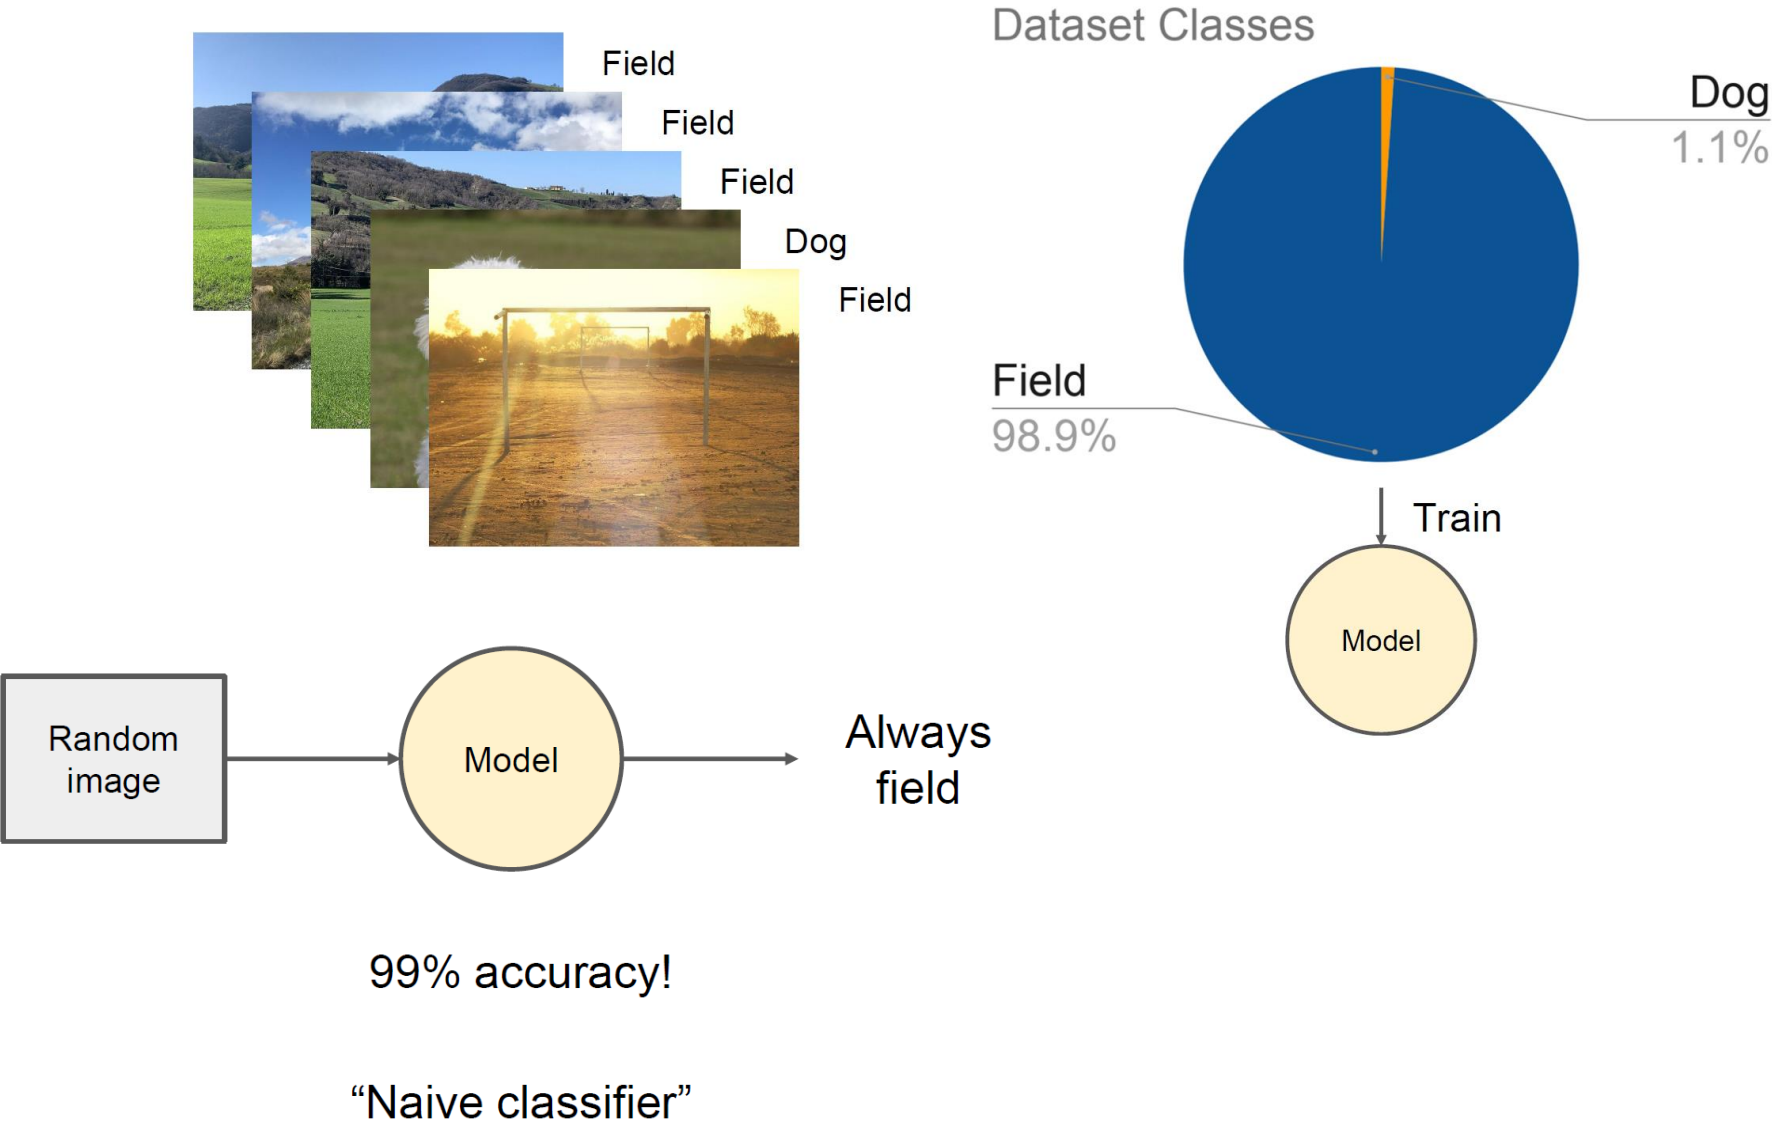 Field
Field
Field
Dog
Field
Dataset Classes
Dog
1.1%
Field
98.9%
Train
Model
Random
image
Model
Always
field
99% accuracy!
“Naive classifier”